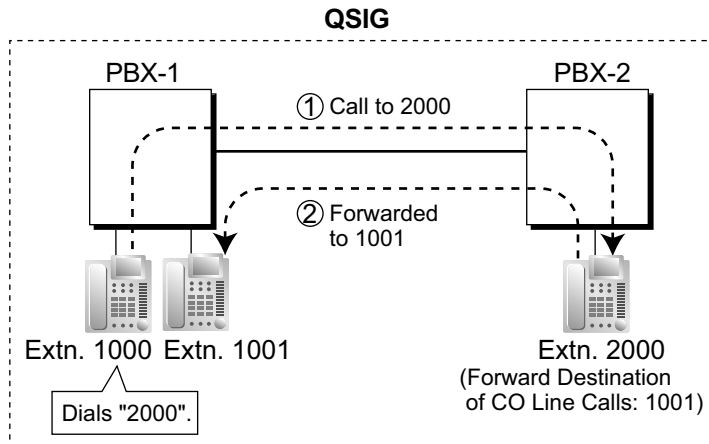 QSIG
PBX-1
PBX-2
① Call to 2000
② Forwarded
to 1001
Extn. 1000
Extn. 1001
Extn. 2000
(Forward Destination
of CO Line Calls: 1001)
Dials "2000".